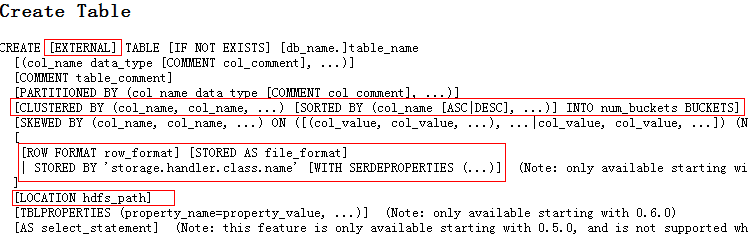 Create Table
CREATE [EXTERNAL] TABLE [IF NOT EXISTS] [db_name.]table_name
[(col_name data_type [COMMENT col_comment], ...)]
[COMMENT table_comment]
[PARTITIONED BY (col_name data_type [COMMENT col_comment], ...)]
[CLUSTERED BY (col_name, col_name, ...) [SORTED BY (col_name [ASC|DESC], ...)] INTO num_buckets BUCKETS]
[SKEWED BY (col_name, col_name, ...) ON ([(col_value, col_value, ...), ...|col_value, col_value, ...]) (N
[
[ROW FORMAT row_format] [STORED AS file_format]
| STORED BY 'storage.handler.class.name' [WITH SERDEPROPERTIES (...)] (Note: only available starting wi
]
[LOCATION hdfs_path]
[TBLPROPERTIES (property_name=property_value, ...)] (Note: only available starting with 0.6.0)
[AS select_statement] (Note: this feature is only available starting with 0.5.0, and is not supported wh